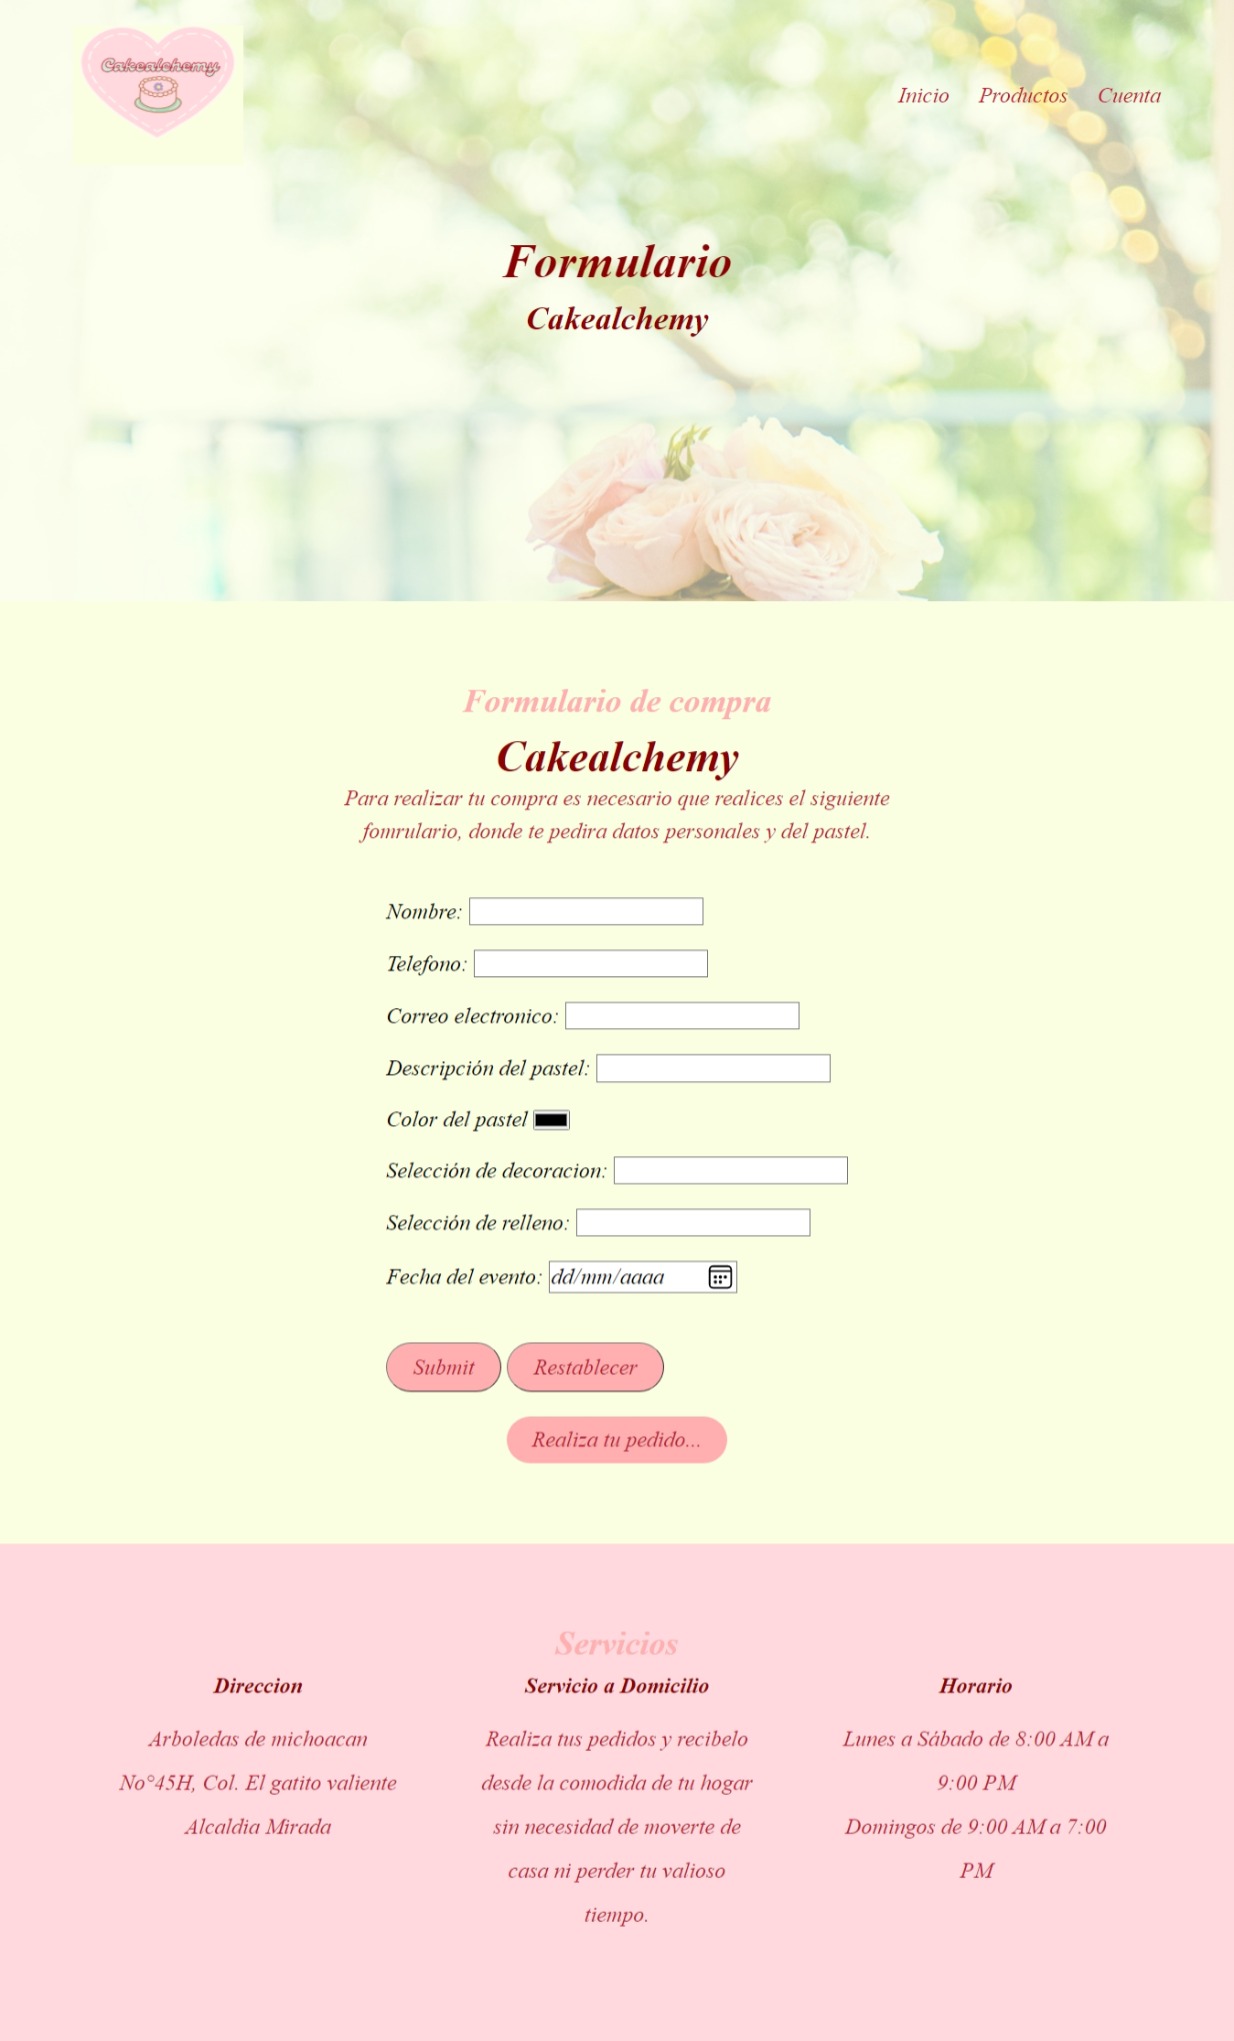 Cakealchemy
Inicio Productos Cuenta
Formulario
Cakealchemy
Formulario de compra
Cakealchemy
Para realizar tu compra es necesario que realices el siguiente
fomrulario, donde te pedira datos personales y del pastel.
Nombre:
Telefono:
Correo electronico:
Descripción del pastel:
Color del pastel
Selección de decoracion:
Selección de relleno:
Fecha del evento: dd/mm/aaaa
Submit Restablecer
Realiza tu pedido...
Servicios
Direccion
Arboledas de michoacan
No°45H, Col. El gatito valiente
Alcaldia Mirada
Servicio a Domicilio
Realiza tus pedidos y recibelo
desde la comodida de tu hogar
sin necesidad de moverte de
casa ni perder tu valioso
tiempo.
Horario
Lunes a Sábado de 8:00 AM a
9:00 PM
Domingos de 9:00 AM a 7:00
PM